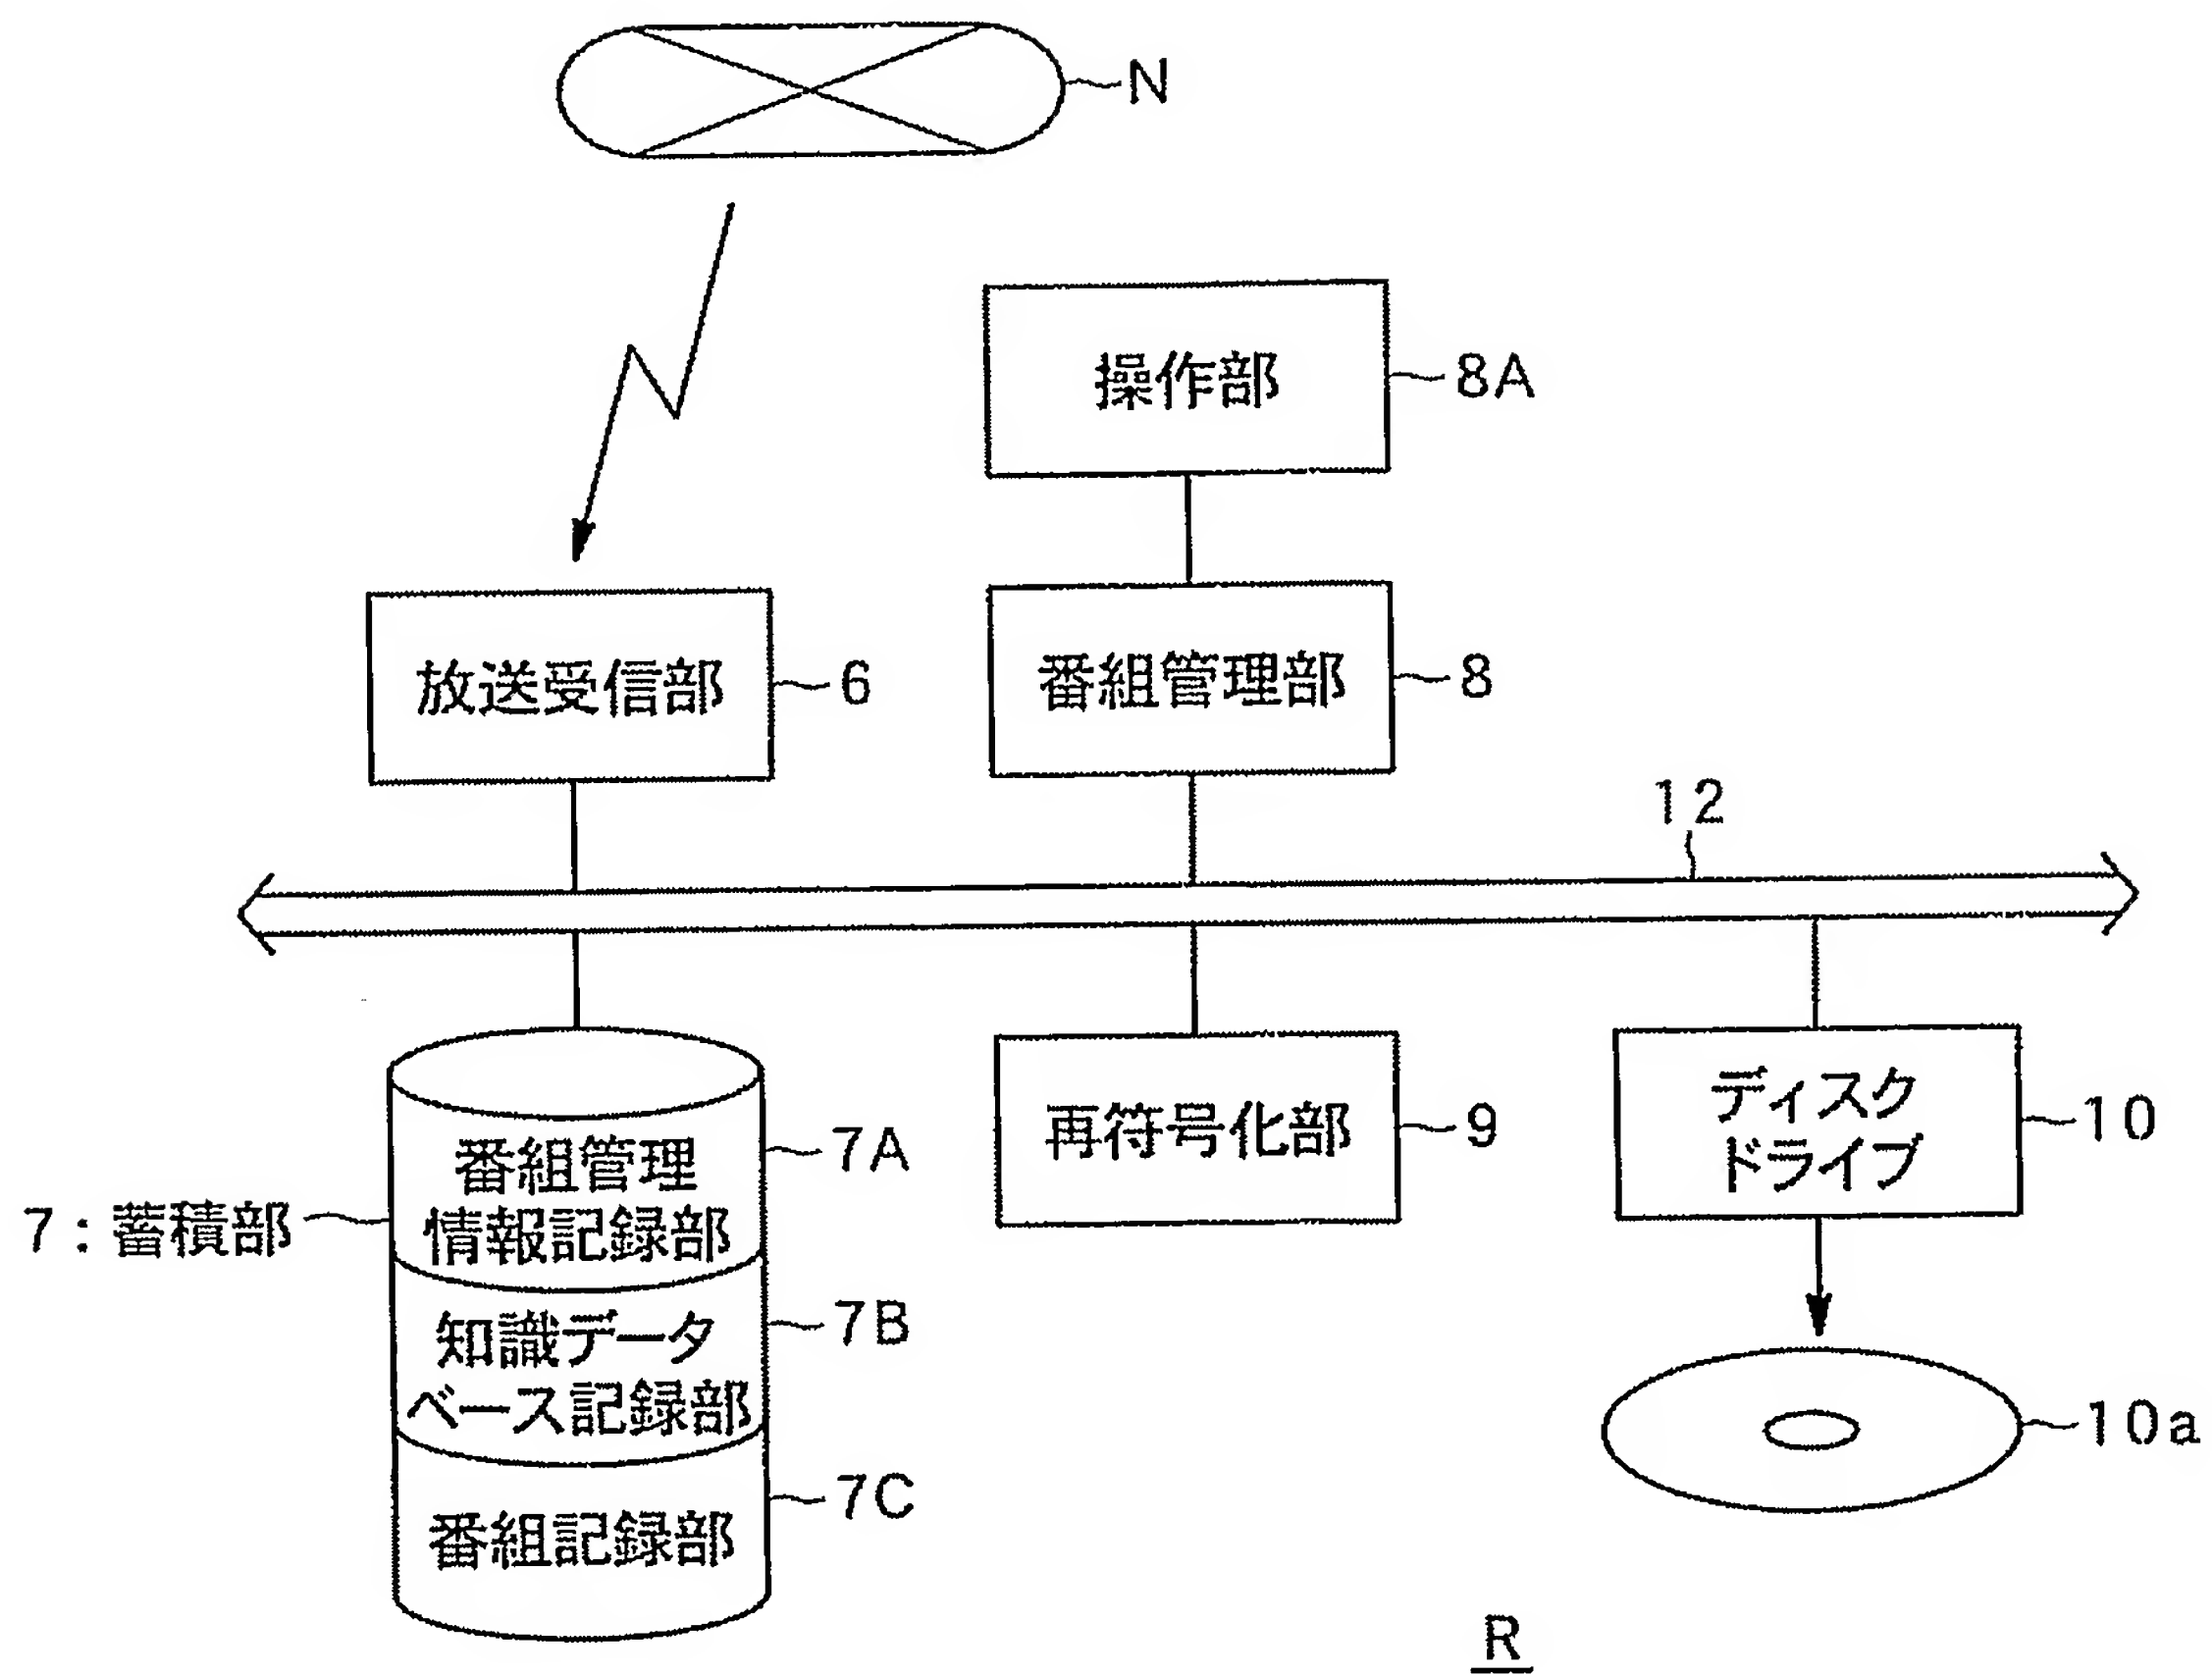 N
操作部
8A
放送受信部
6
番組管理部
8
12
番組管理
情報記録部
7A
7：蓄積部
知識データ
ベース記録部
7B
番組記録部
7C
再符号化部
9
ディスク
ドライブ
10
10a
R